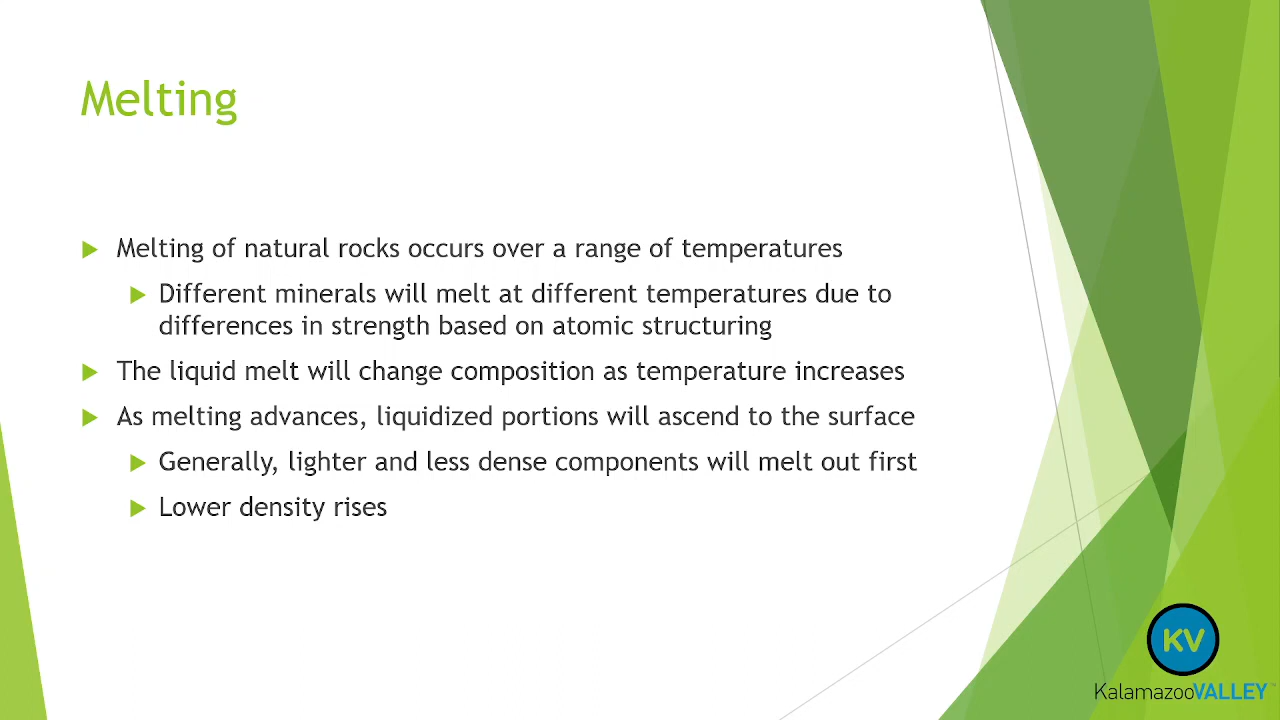 Melting
Melting of natural rocks occurs over a range of temperatures
Different minerals will melt at different temperatures due to
differences in strength based on atomic structuring
The liquid melt will change composition as temperature increases
As melting advances, liquidized portions will ascend to the surface
Generally, lighter and less dense components will melt out first
Lower density rises
KV
KalamazooVALLEY™